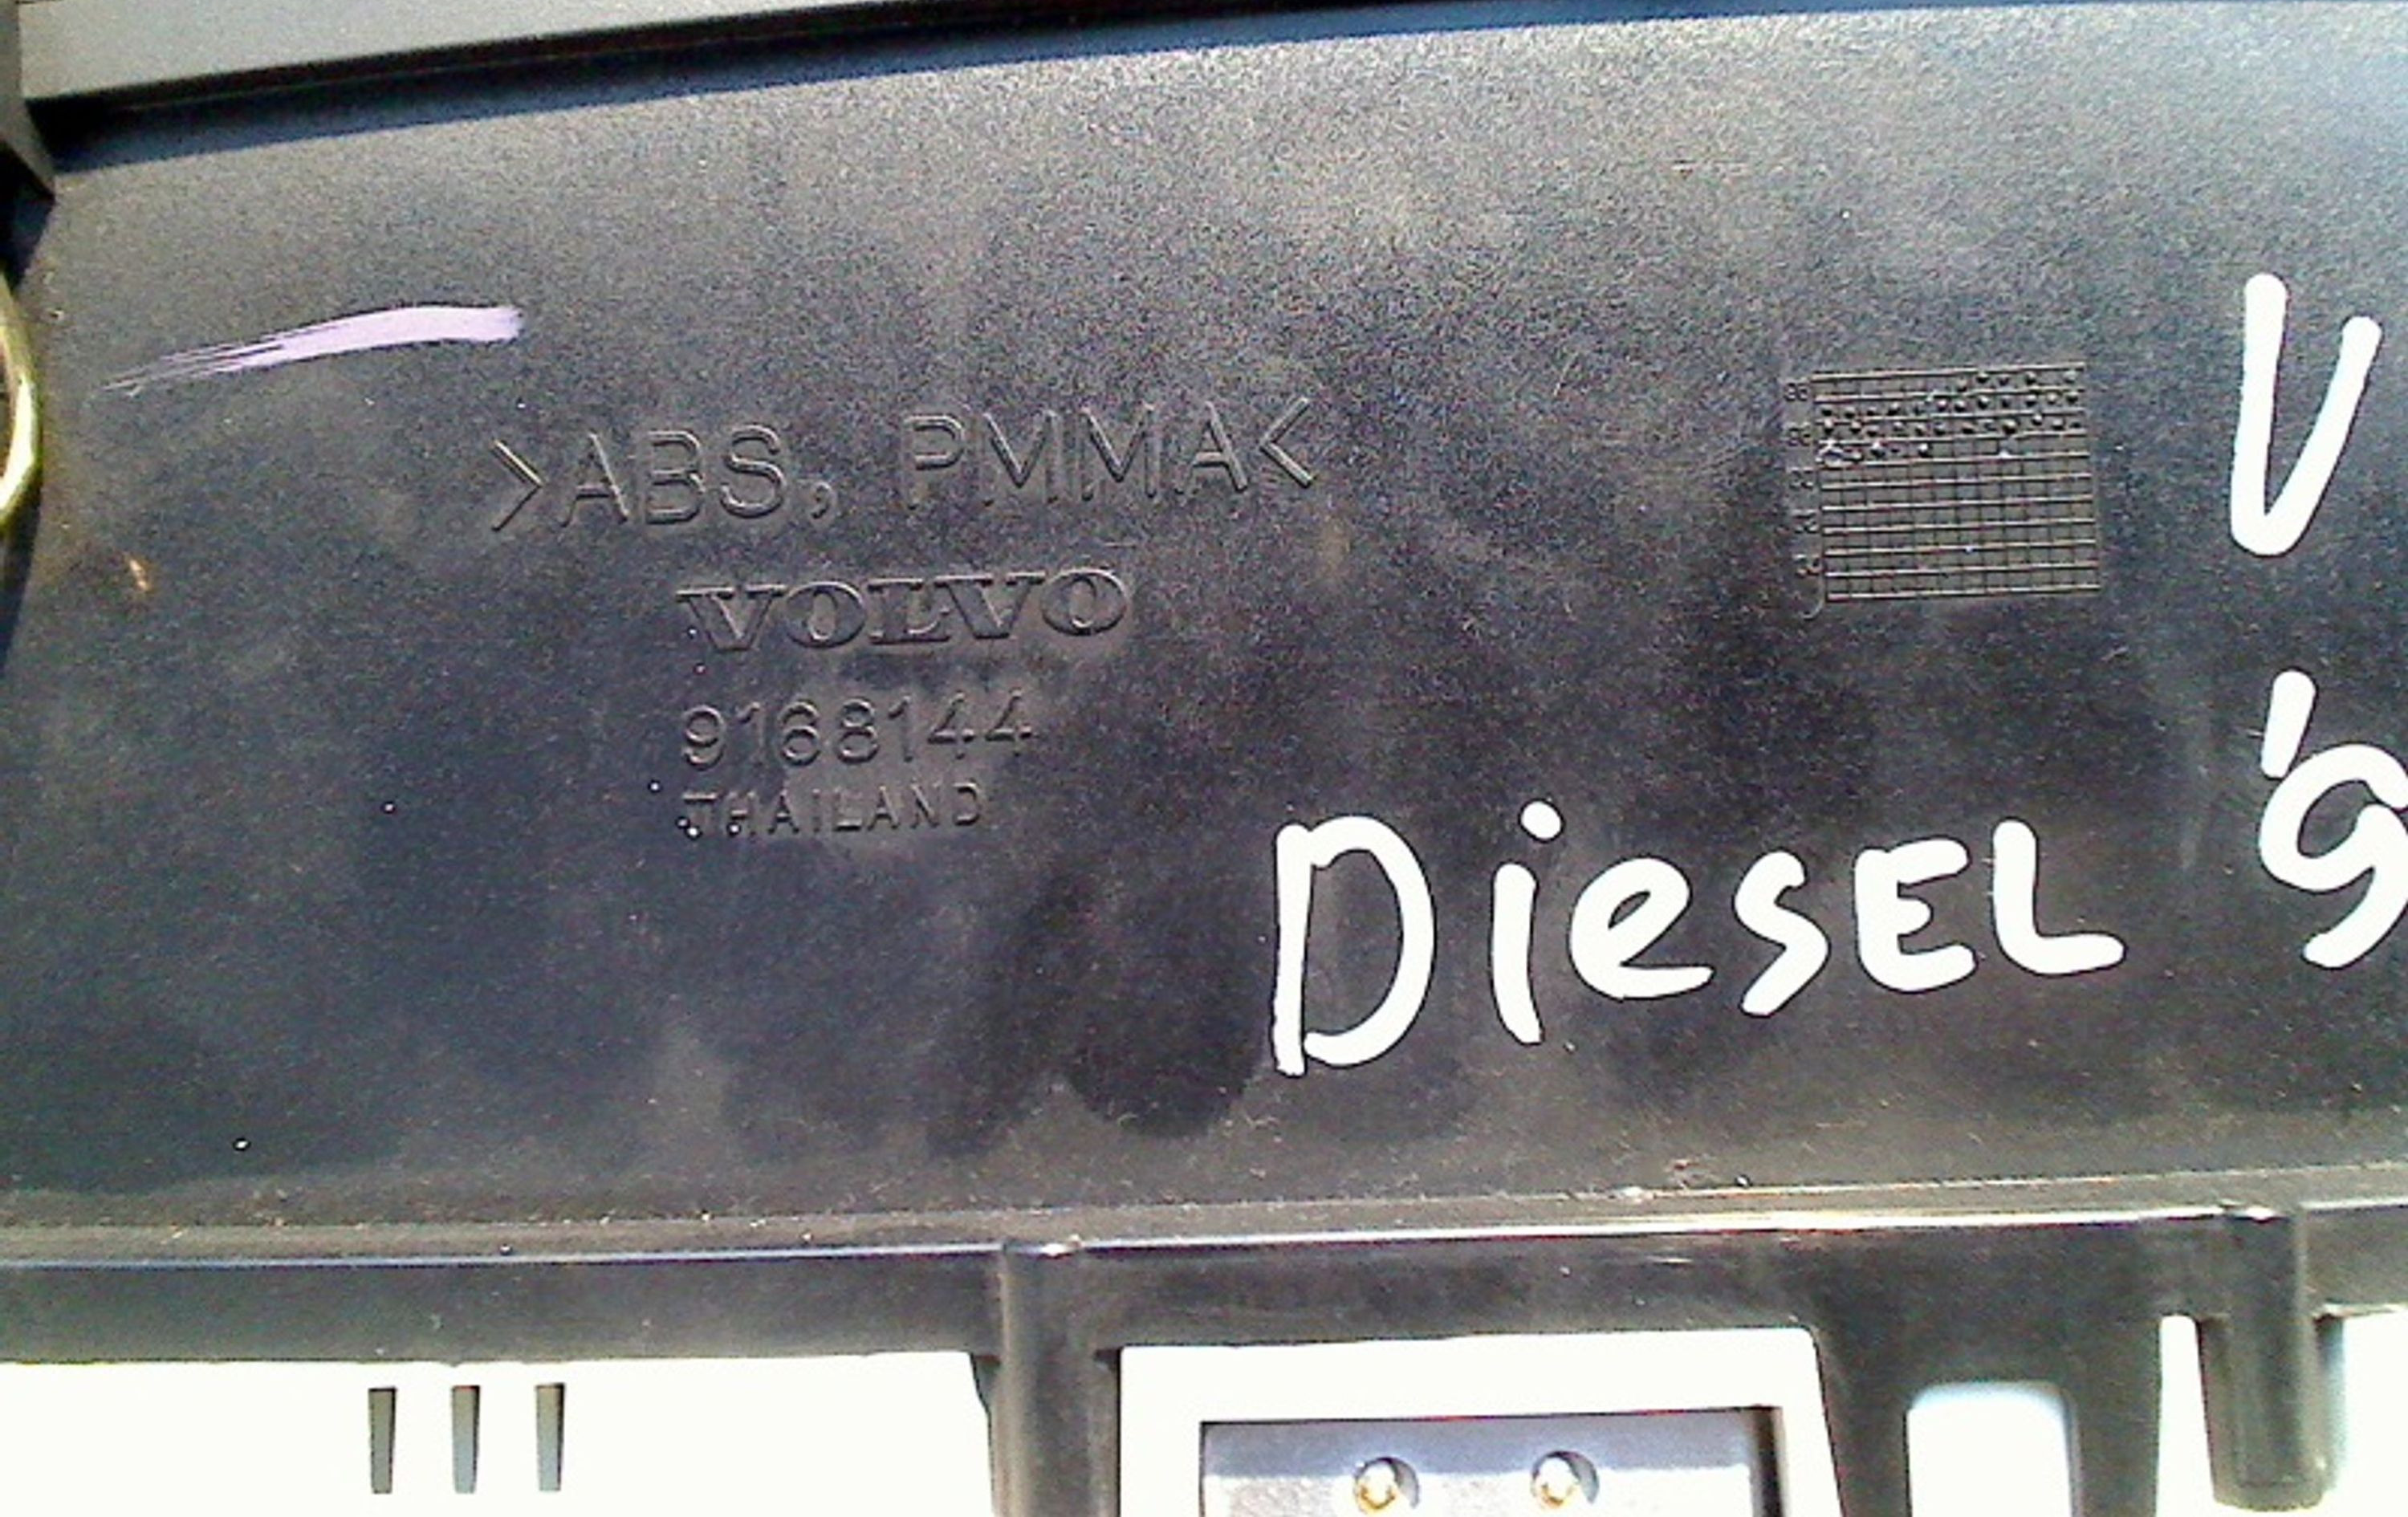 >ABS, PMMA<
VOLVO
9168144
THAILAND
V
'9
DiesEL